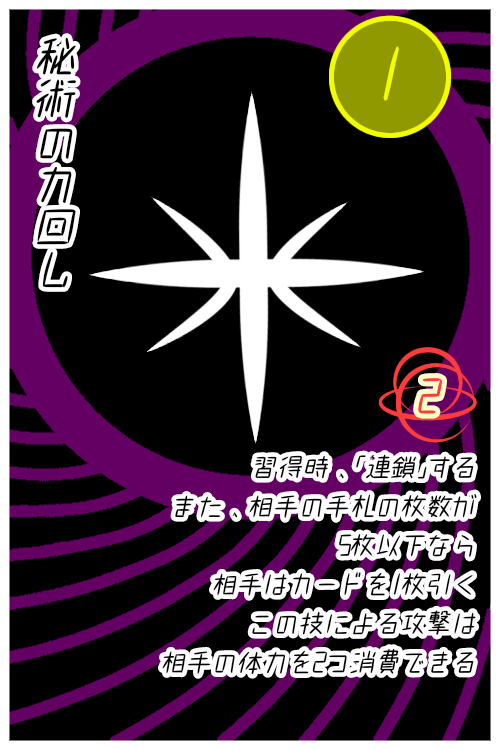 秘術の力回し
1
2
習得時、「連鎖」する
また、相手の手札の枚数が
5枚以下なら
相手はカードを1枚引く
この技による攻撃は
相手の体力を2コ消費できる